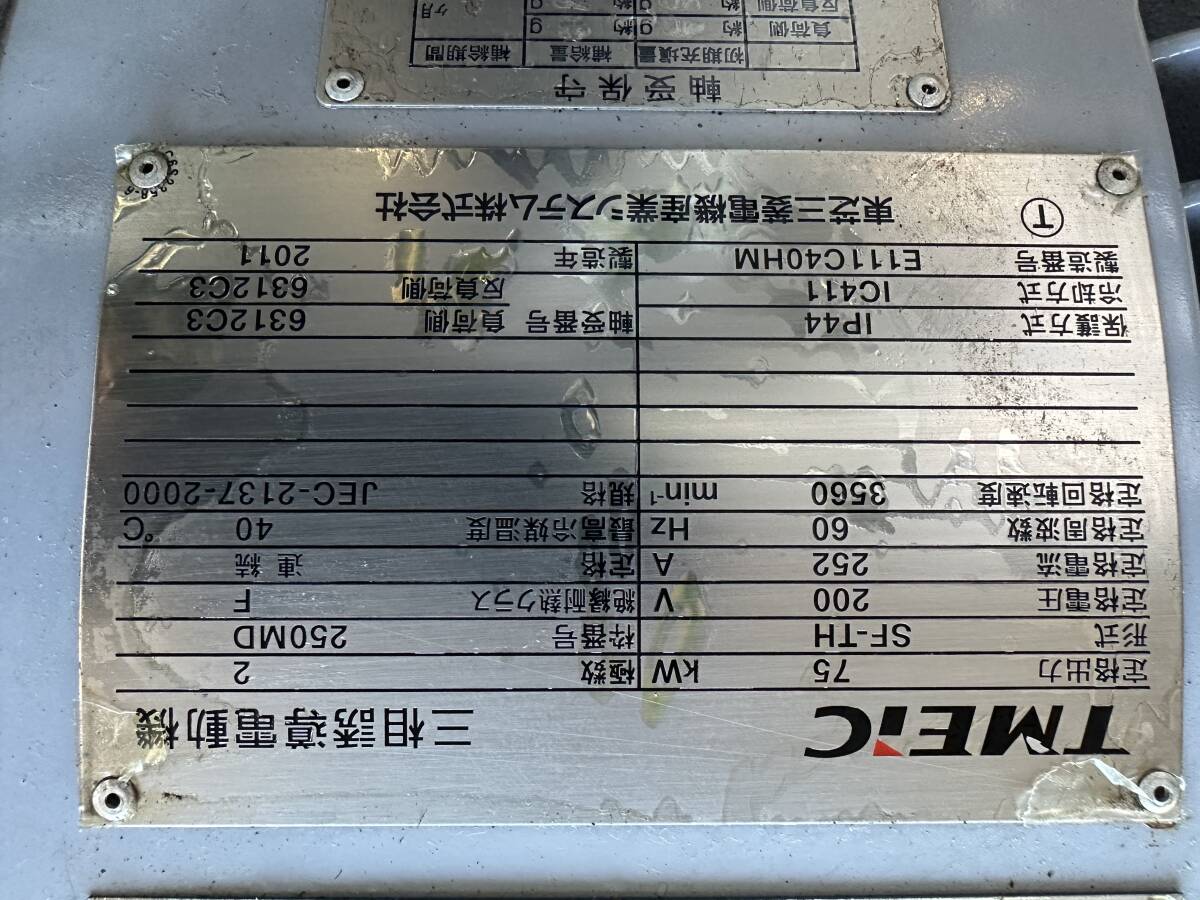 TMEiC 三相誘導電動機
定格出力 75 kW 極数 2
形式 SF-TH 枠番号 250MD
定格電圧 200 V 絶縁耐熱クラス F
定格電流 252 A 定格 連続
定格周波数 60 Hz 最高冷媒温度 40 ℃
定格回転速度 3560 min-1 規格 JEC-2137-2000
保護方式 IP44 軸受番号 負荷側 6312C3
冷却方式 IC411 反負荷側 6312C3
製造番号 E111C40HM 製造年 2011
Ⓣ 東芝三菱電機産業システム株式会社
軸受保守
初期充填量 補給量 補給期間
負荷側 約 g 約 g
反負荷側 約 g 約 g ケ月